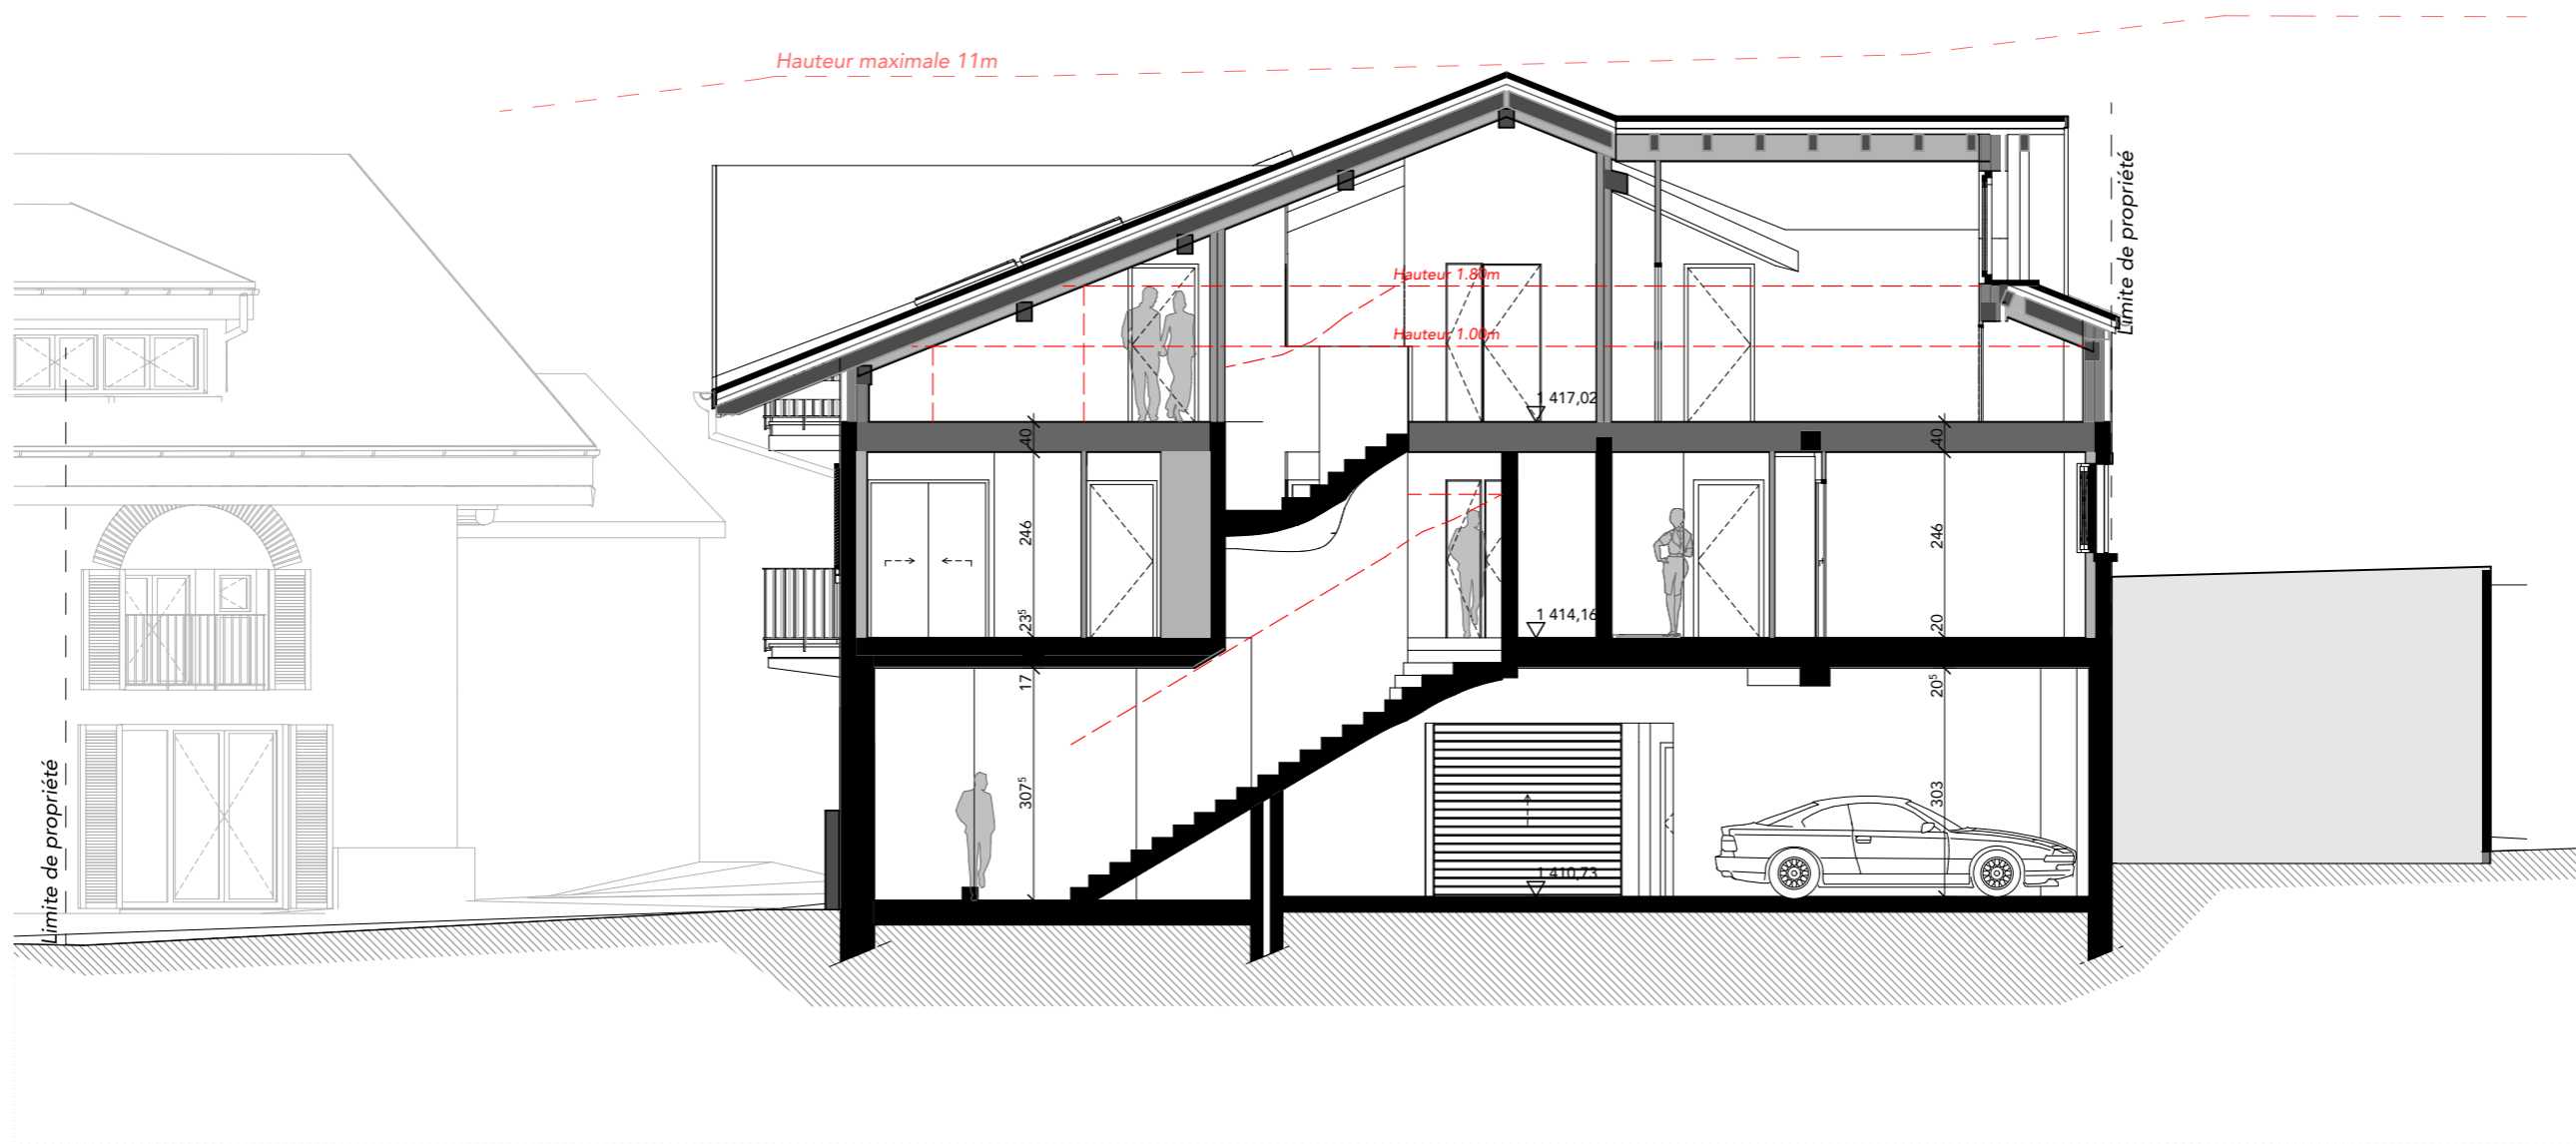 Hauteur maximale 11m
Limite de propriété
Hauteur 1.80m
Hauteur 1.00m
1 417,02
40
40
246
246
23⁵
1 414,16
20
17
20⁵
307⁵
303
1 410,73
Limite de propriété